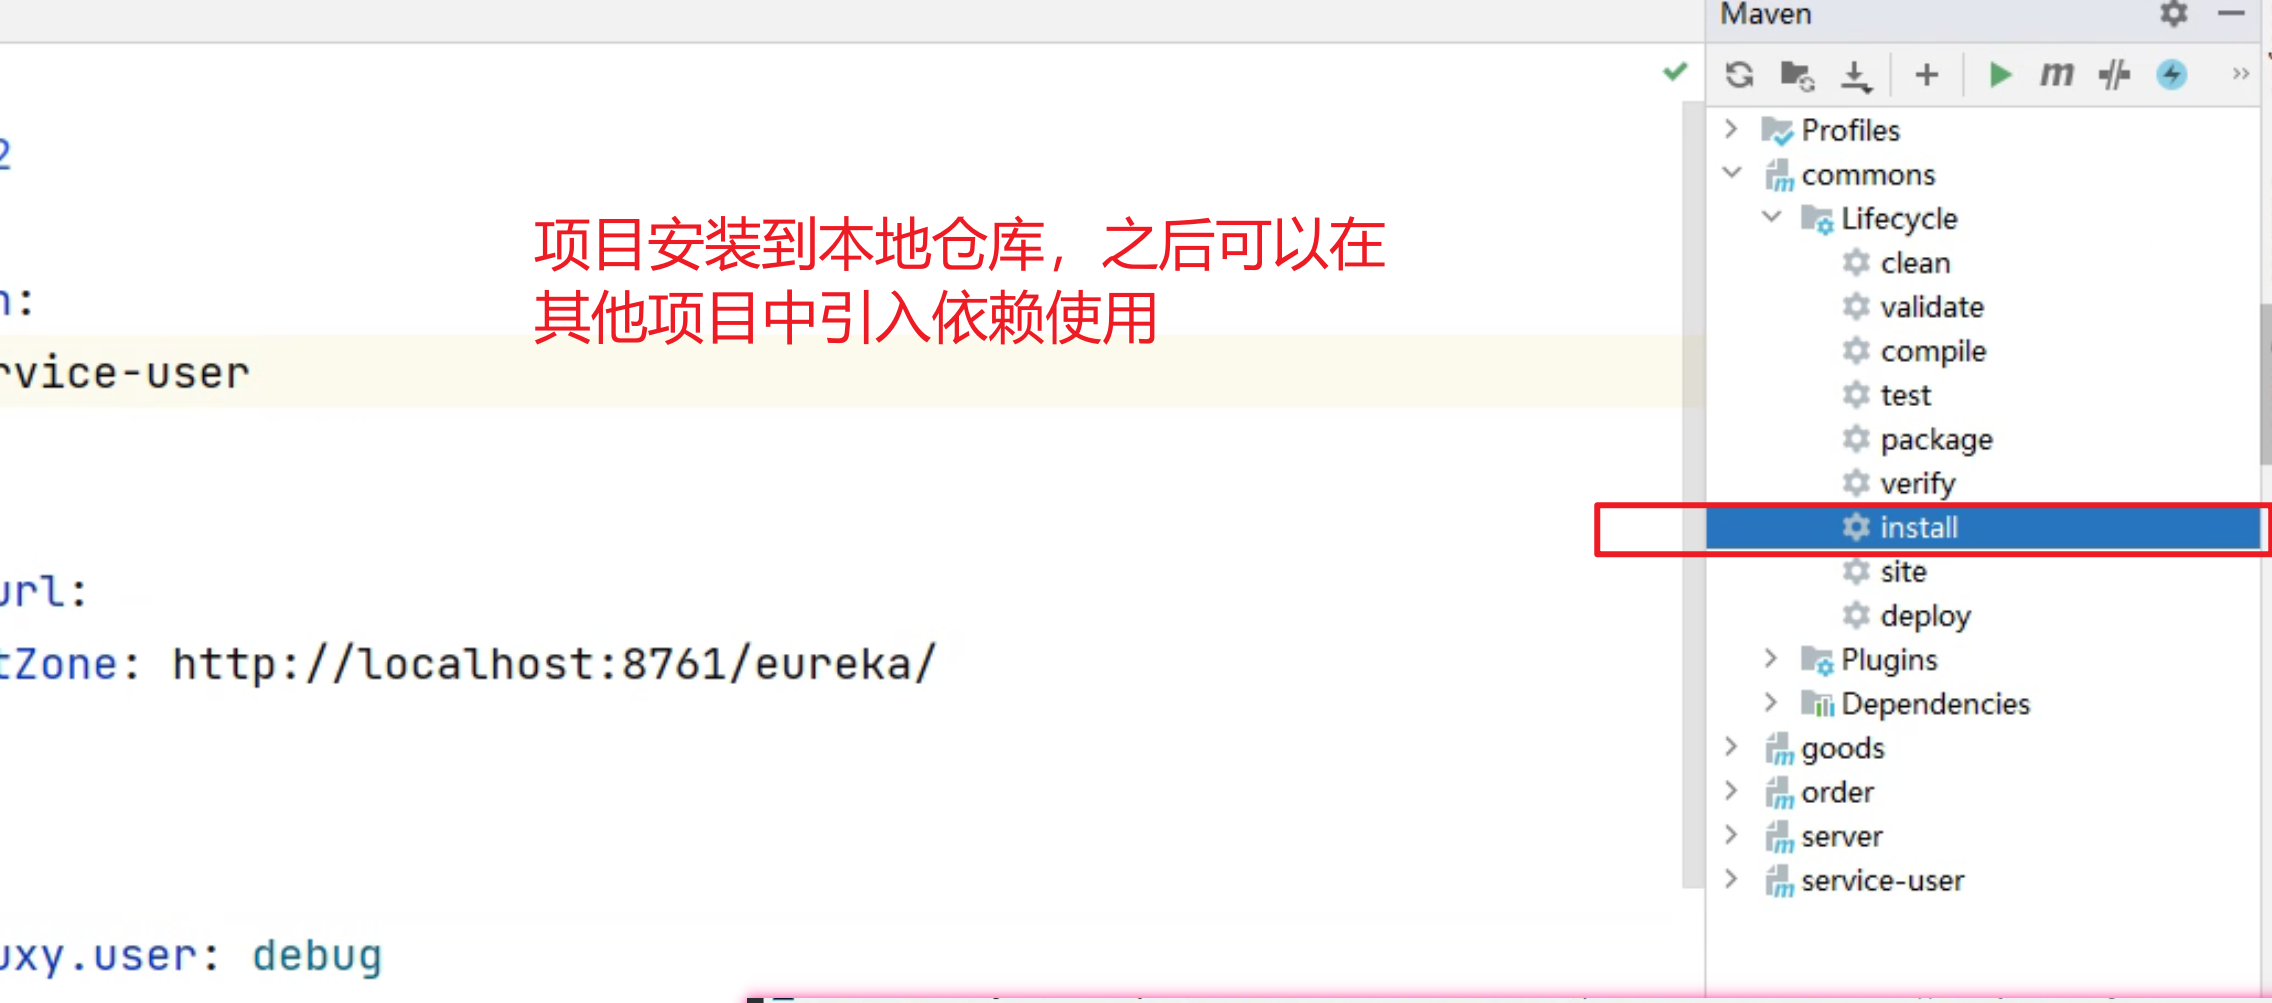 Maven
2
Profiles
commons
项目安装到本地仓库，之后可以在
其他项目中引入依赖使用
Lifecycle
clean
validate
n:
compile
rvice-user
test
package
verify
install
url:
site
deploy
tZone: http://localhost:8761/eureka/
Plugins
Dependencies
goods
order
server
service-user
uxy.user: debug